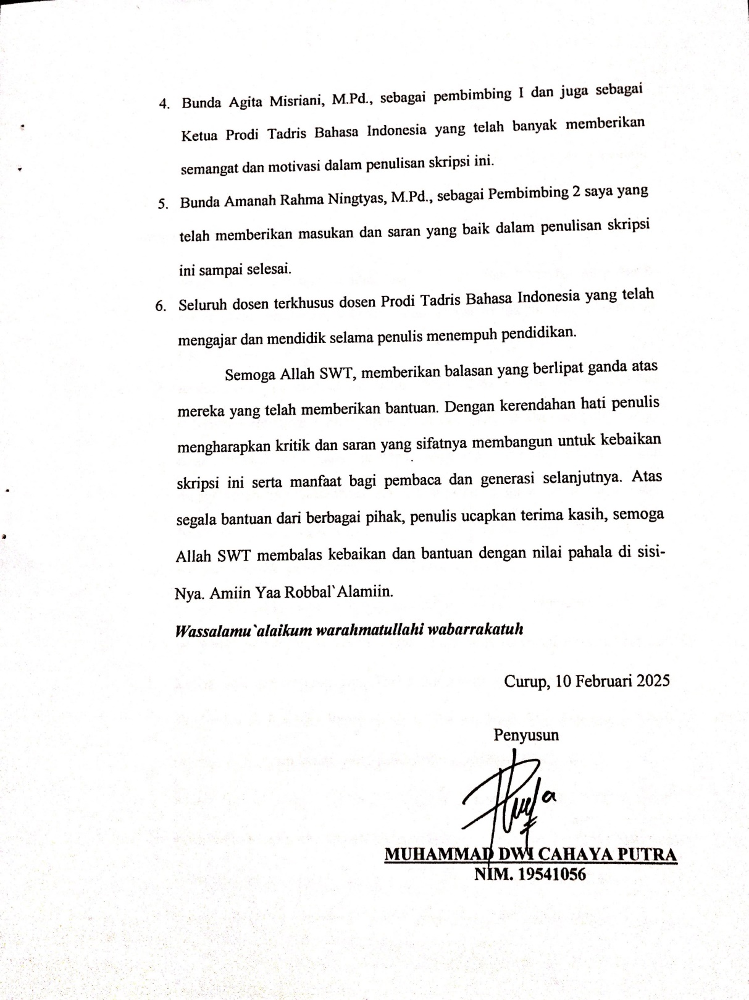 4. Bunda Agita Misriani, M.Pd., sebagai pembimbing I dan juga sebagai
Ketua Prodi Tadris Bahasa Indonesia yang telah banyak memberikan
semangat dan motivasi dalam penulisan skripsi ini.
5. Bunda Amanah Rahma Ningtyas, M.Pd., sebagai Pembimbing 2 saya yang
telah memberikan masukan dan saran yang baik dalam penulisan skripsi
ini sampai selesai.
6. Seluruh dosen terkhusus dosen Prodi Tadris Bahasa Indonesia yang telah
mengajar dan mendidik selama penulis menempuh pendidikan.
Semoga Allah SWT, memberikan balasan yang berlipat ganda atas
mereka yang telah memberikan bantuan. Dengan kerendahan hati penulis
mengharapkan kritik dan saran yang sifatnya membangun untuk kebaikan
skripsi ini serta manfaat bagi pembaca dan generasi selanjutnya. Atas
segala bantuan dari berbagai pihak, penulis ucapkan terima kasih, semoga
Allah SWT membalas kebaikan dan bantuan dengan nilai pahala di sisi-
Nya. Amiin Yaa Robbal`Alamiin.
Wassalamu`alaikum warahmatullahi wabarrakatuh
Curup, 10 Februari 2025
Penyusun
MUHAMMAD DWI CAHAYA PUTRA
NIM. 19541056